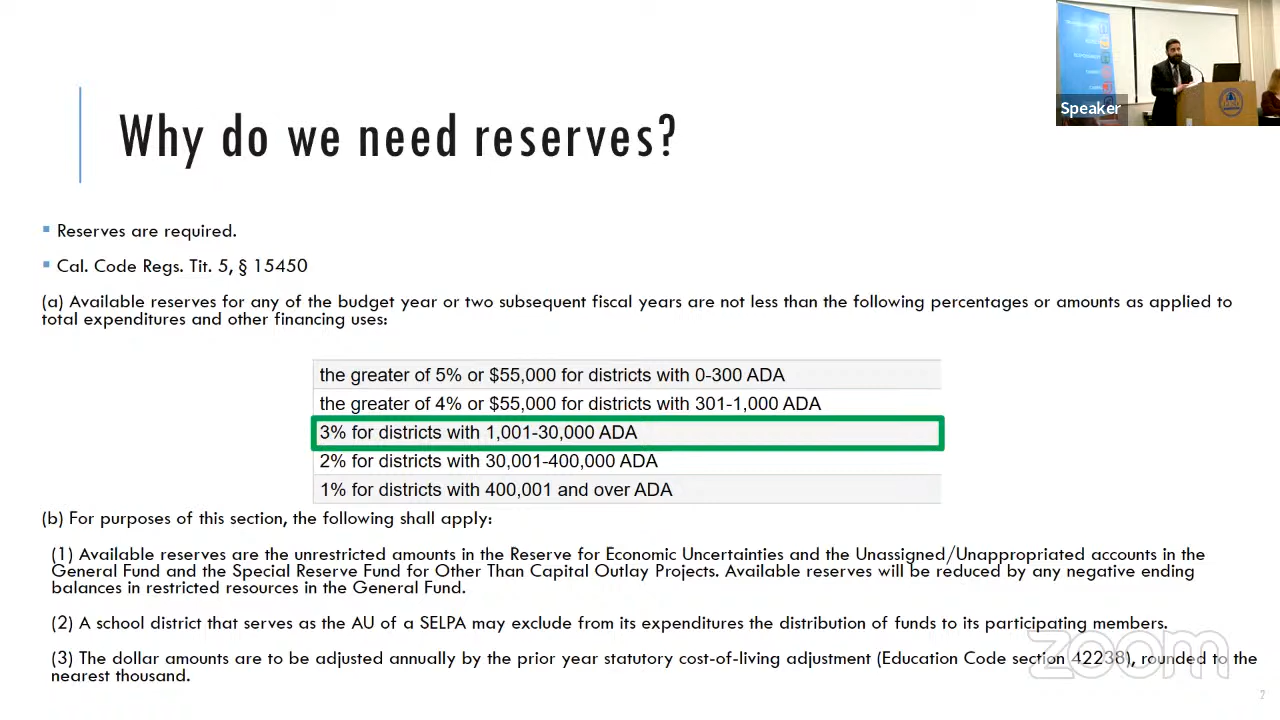 Speaker
Why do we need reserves?
Reserves are required.
Cal. Code Regs. Tit. 5, § 15450
(a) Available reserves for any of the budget year or two subsequent fiscal years are not less than the following percentages or amounts as applied to
total expenditures and other financing uses:
the greater of 5% or $55,000 for districts with 0-300 ADA
the greater of 4% or $55,000 for districts with 301-1,000 ADA
3% for districts with 1,001-30,000 ADA
2% for districts with 30,001-400,000 ADA
1% for districts with 400,001 and over ADA
(b) For purposes of this section, the following shall apply:
(1) Available reserves are the unrestricted amounts in the Reserve for Economic Uncertainties and the Unassigned/Unappropriated accounts in the
General Fund and the Special Reserve Fund for Other Than Capital Outlay Projects. Available reserves will be reduced by any negative ending
balances in restricted resources in the General Fund.
(2) A school district that serves as the AU of a SELPA may exclude from its expenditures the distribution of funds to its participating members.
(3) The dollar amounts are to be adjusted annually by the prior year statutory cost-of-living adjustment (Education Code section 42238), rounded to the
nearest thousand.
zoom
2